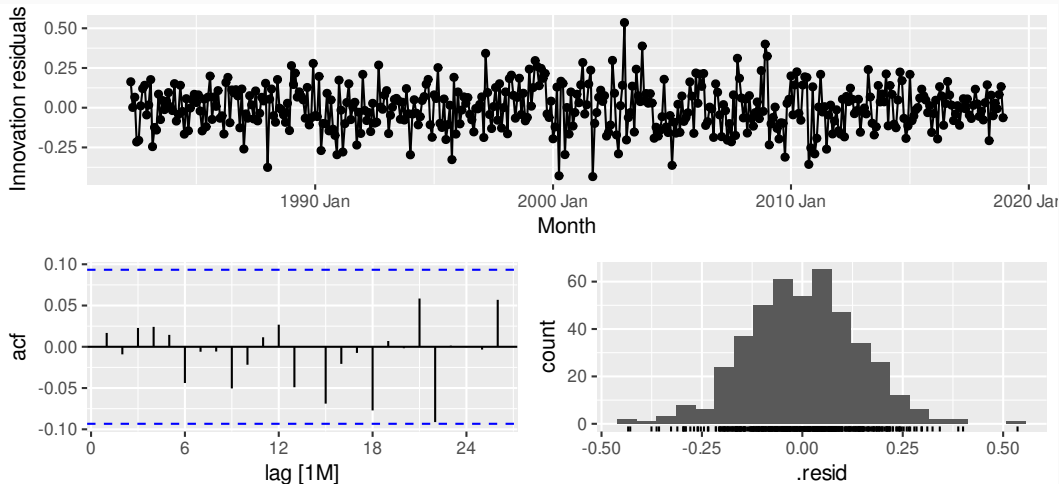 Innovation residuals
0.50
0.25
0.00
-0.25
1990 Jan
2000 Jan
2010 Jan
2020 Jar
Month
acf
0.10
0.05
0.00
-0.05
-0.10
0
6
12
18
24
lag [1M]
count
60
40
20
0
-0.50
-0.25
0.00
0.25
0.50
.resid